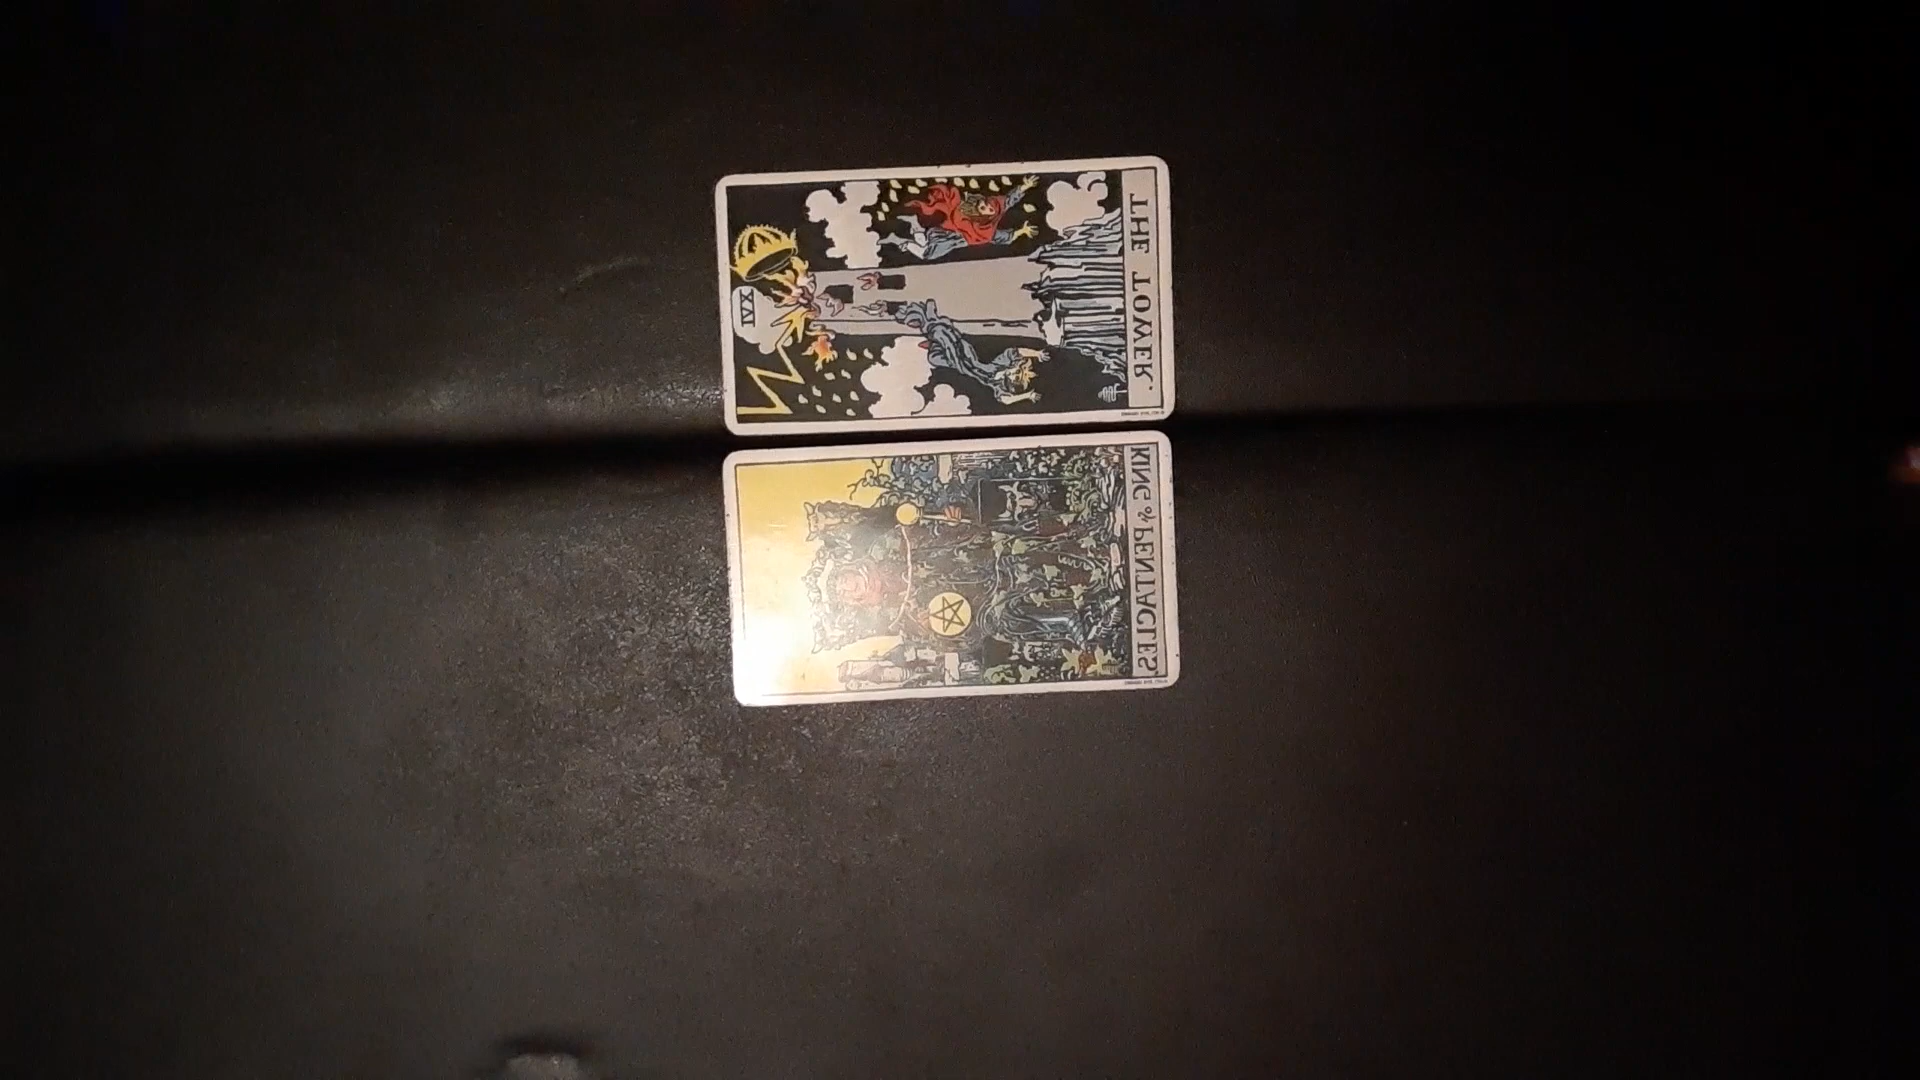 XVI
THE TOWER.
KING of PENTACLES